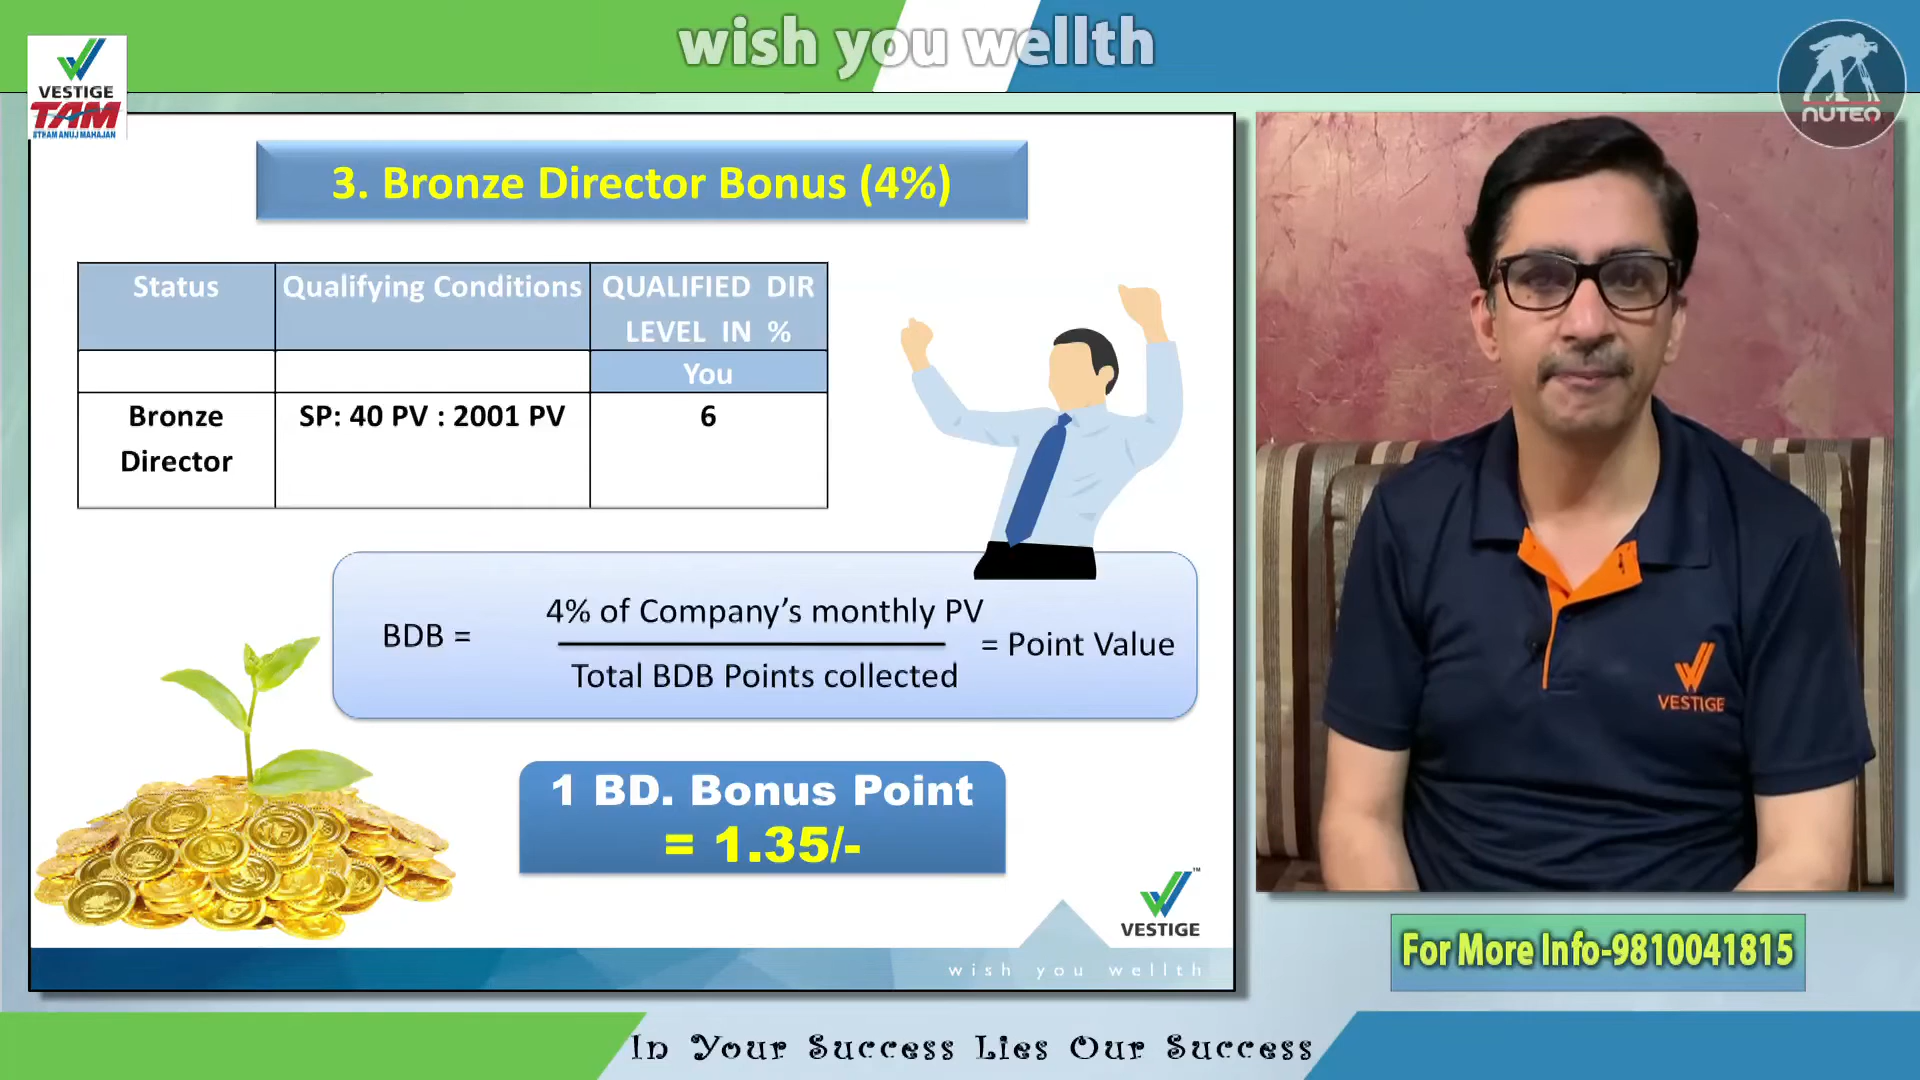 wish you wellth
VESTIGE
TAM
©TEAM ANUJ MAHAJAN
NUTEQ
3. Bronze Director Bonus (4%)
Status Qualifying Conditions QUALIFIED DIR
LEVEL IN %
You
Bronze SP: 40 PV : 2001 PV 6
Director
4% of Company’s monthly PV
BDB = = Point Value
Total BDB Points collected
1 BD. Bonus Point
= 1.35/-
VESTIGE
VESTIGE
wish you wellth
For More Info-9810041815
In Your Success Lies Our Success